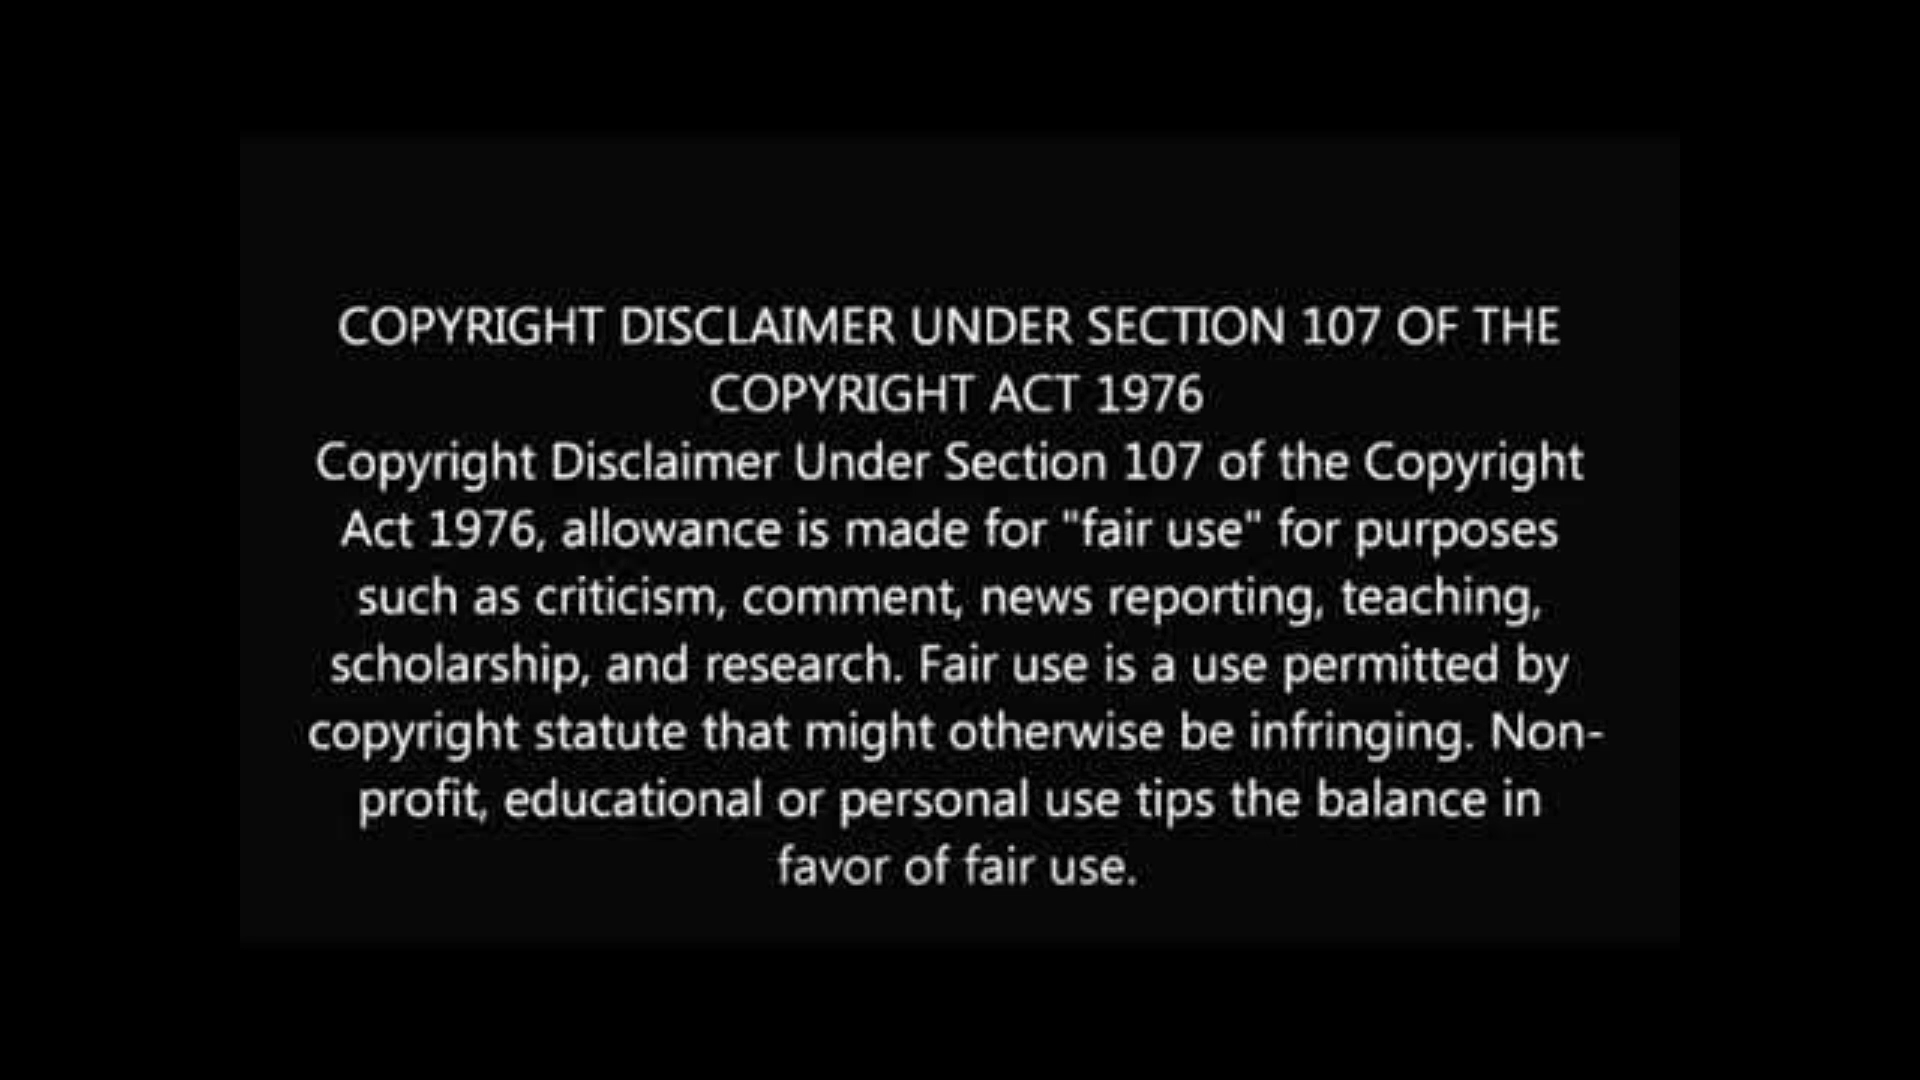 COPYRIGHT DISCLAIMER UNDER SECTION 107 OF THE
COPYRIGHT ACT 1976
Copyright Disclaimer Under Section 107 of the Copyright
Act 1976, allowance is made for "fair use" for purposes
such as criticism, comment, news reporting, teaching,
scholarship, and research. Fair use is a use permitted by
copyright statute that might otherwise be infringing. Non-
profit, educational or personal use tips the balance in
favor of fair use.